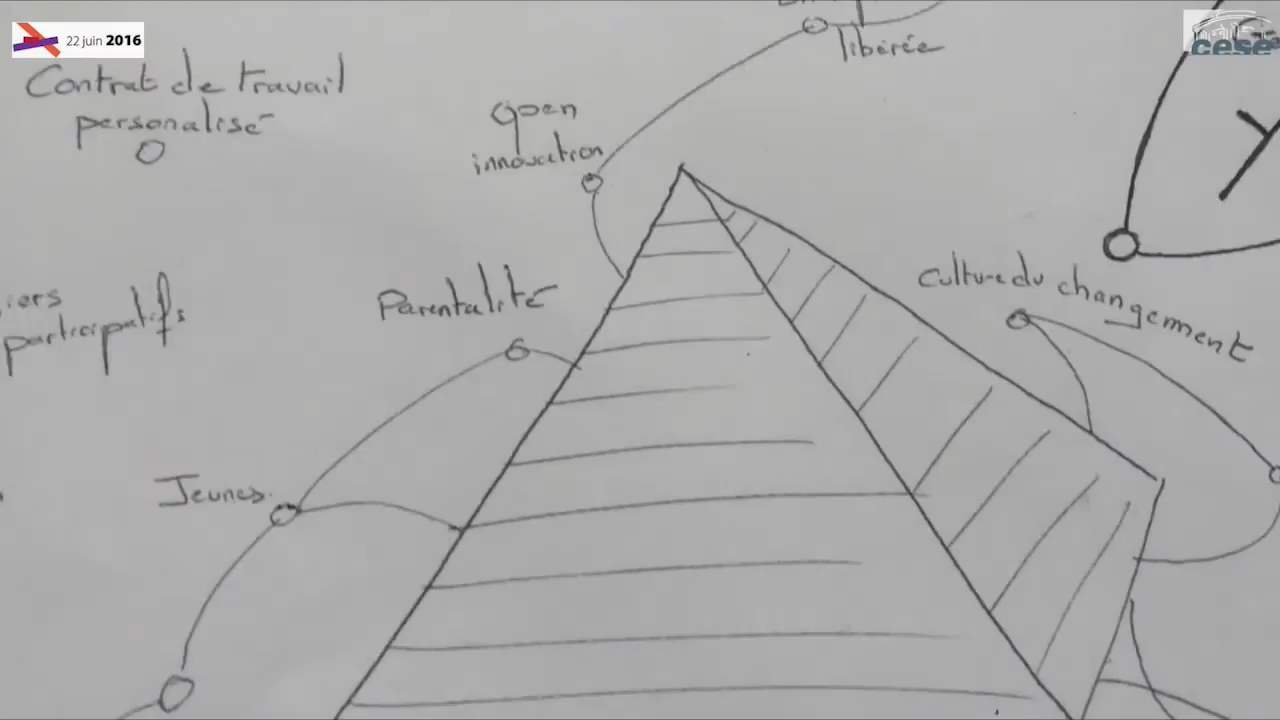 22 juin 2016
cese
Contrat de travail
personalisé
open
innovation
libérée
Parentalité
culture du changement
participatifs
Jeunes